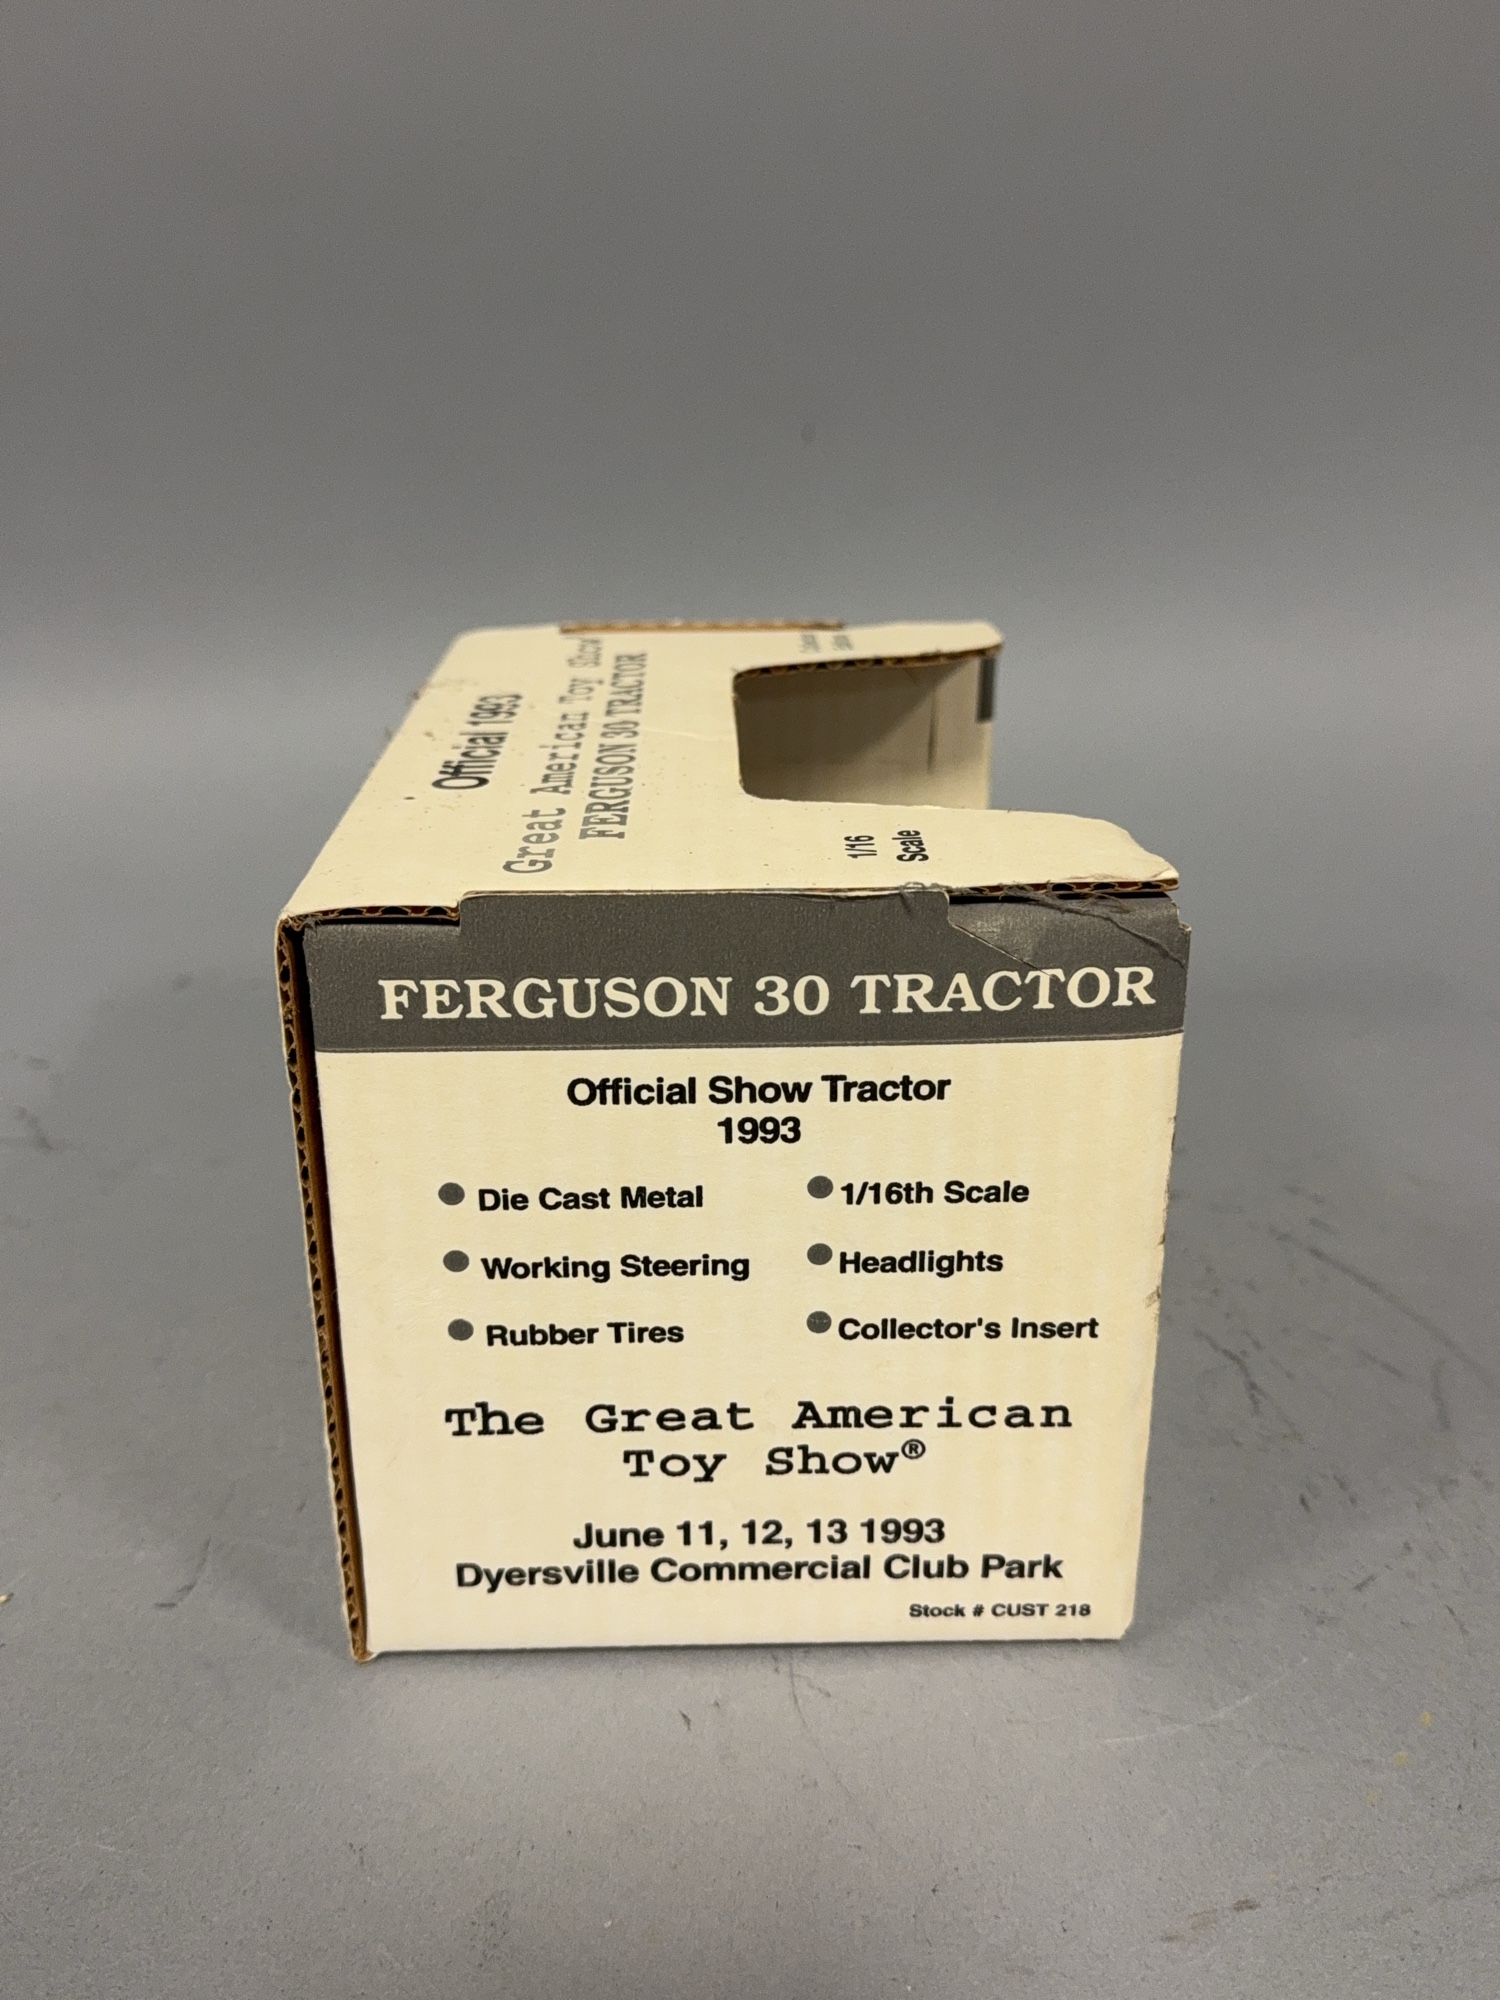 Official 1993
Great American Toy Show
FERGUSON 30 TRACTOR
1/16
Scale
FERGUSON 30 TRACTOR
Official Show Tractor
1993
Die Cast Metal
1/16th Scale
Working Steering
Headlights
Rubber Tires
Collector's Insert
The Great American
Toy Show®
June 11, 12, 13 1993
Dyersville Commercial Club Park
Stock # CUST 218